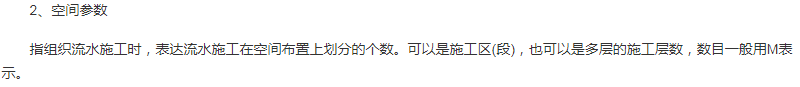 2、空间参数
指组织流水施工时，表达流水施工在空间布置上划分的个数。可以是施工区(段)，也可以是多层的施工层数，数目一般用M表
示。